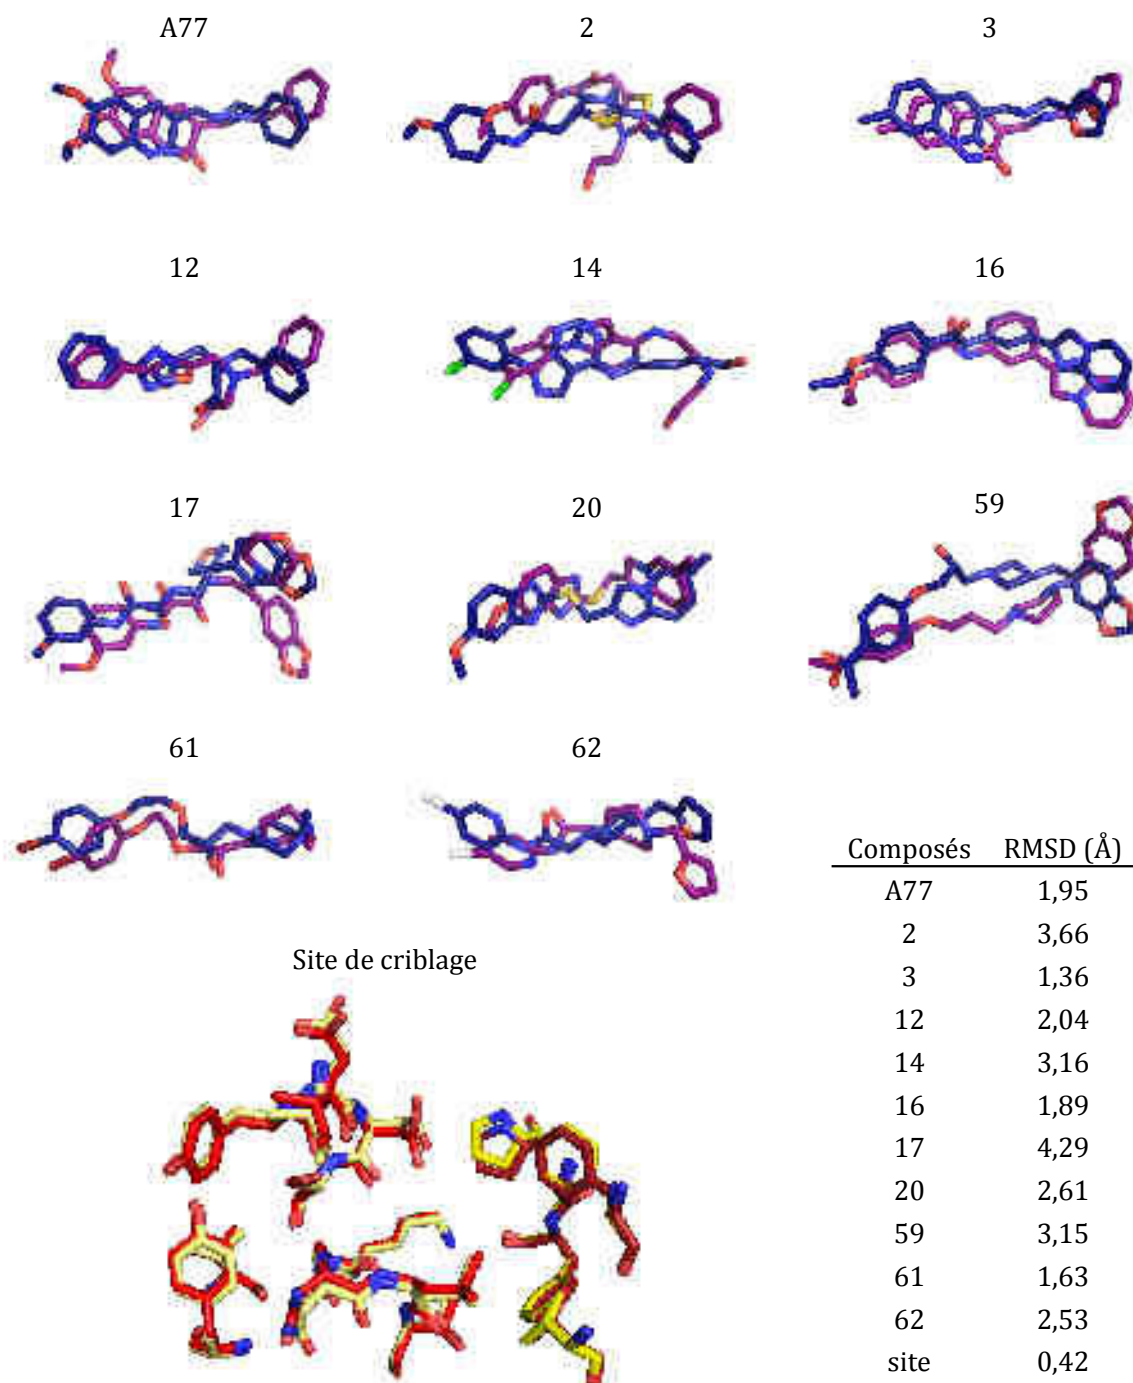 A77 2 3
12 14 16
17 20 59
61 62
Composés RMSD (Å)
A77 1,95
2 3,66
3 1,36
12 2,04
14 3,16
16 1,89
17 4,29
20 2,61
59 3,15
61 1,63
62 2,53
site 0,42
Site de criblage